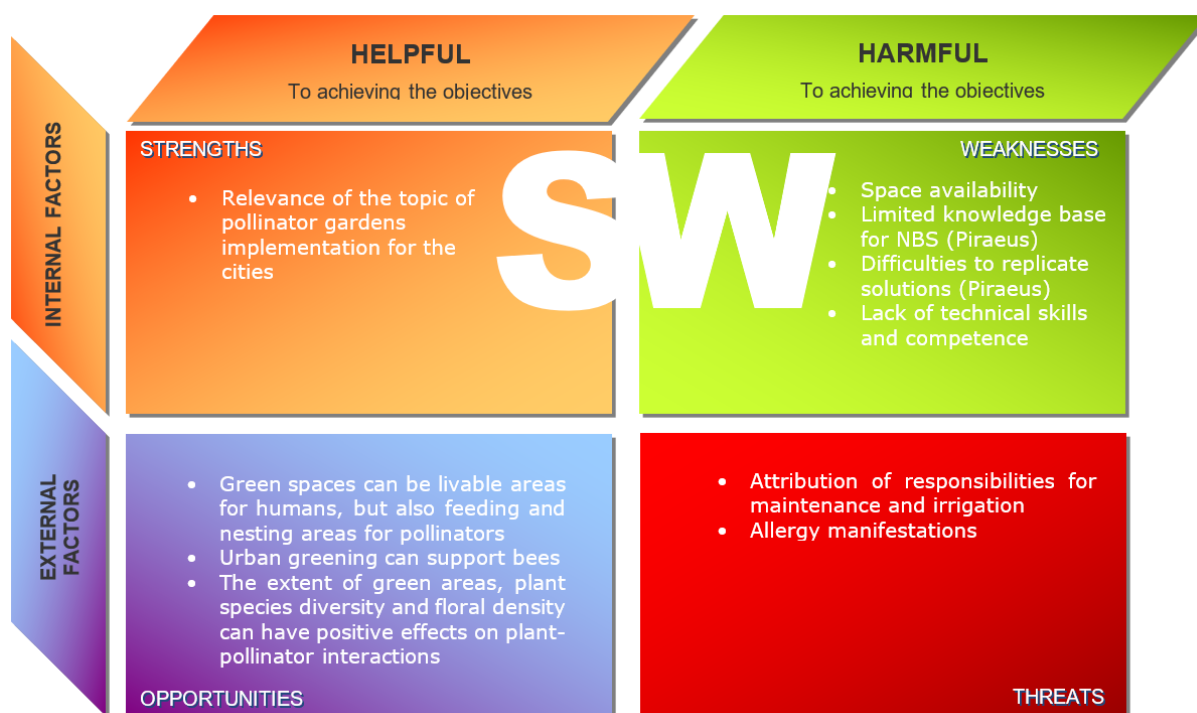 HELPFUL
To achieving the objectives
HARMFUL
To achieving the objectives
INTERNAL FACTORS
STRENGTHS
• Relevance of the topic of
pollinator gardens
implementation for the
cities
S
W
WEAKNESSES
• Space availability
• Limited knowledge base
for NBS (Piraeus)
• Difficulties to replicate
solutions (Piraeus)
• Lack of technical skills
and competence
EXTERNAL
FACTORS
• Green spaces can be livable areas
for humans, but also feeding and
nesting areas for pollinators
• Urban greening can support bees
• The extent of green areas, plant
species diversity and floral density
can have positive effects on plant-
pollinator interactions
OPPORTUNITIES
• Attribution of responsibilities for
maintenance and irrigation
• Allergy manifestations
THREATS